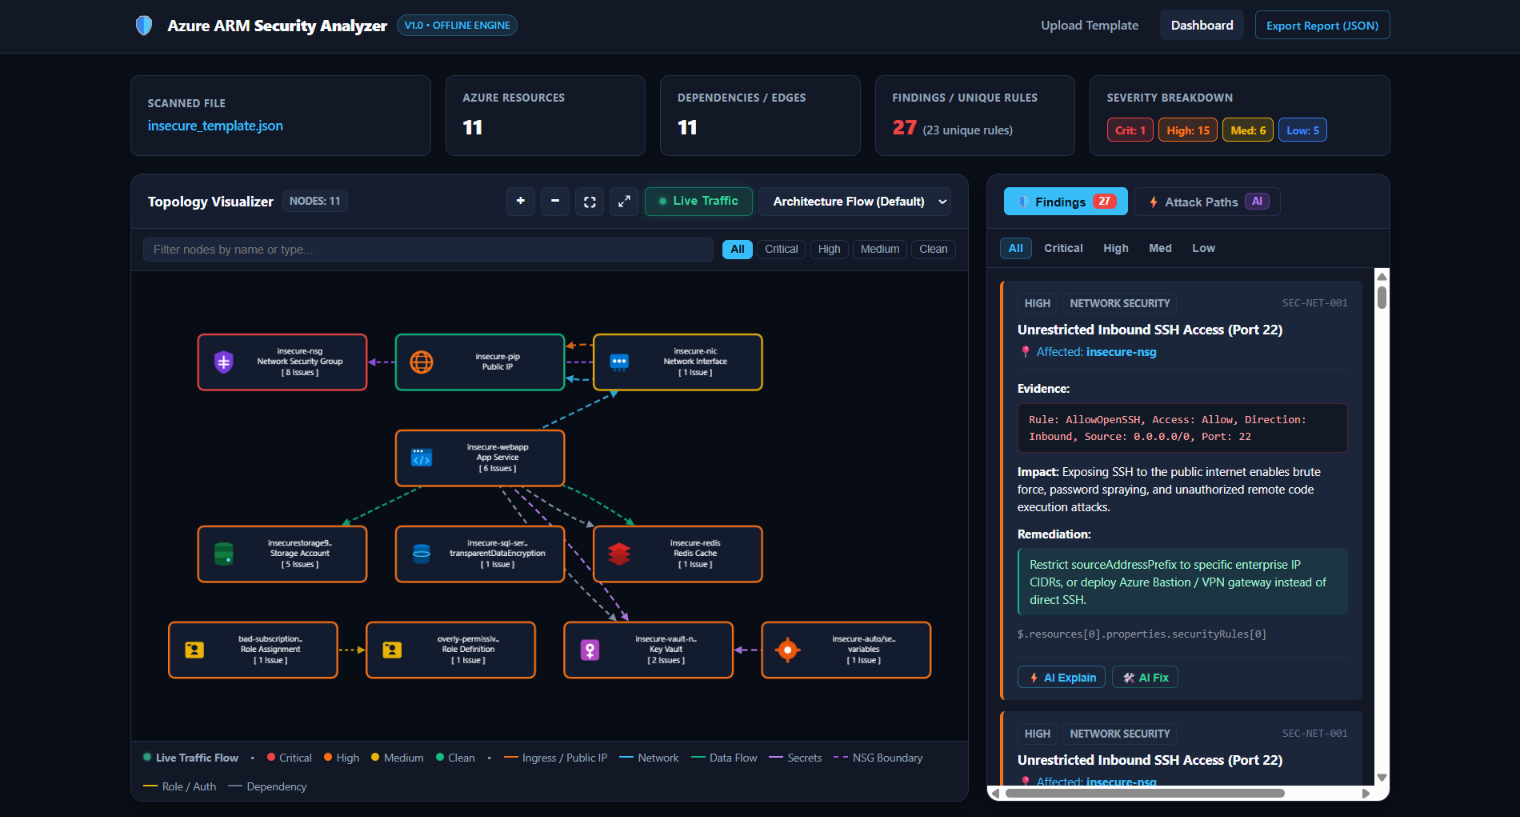 Azure ARM Security Analyzer
V1.0 • OFFLINE ENGINE
Upload Template
Dashboard
Export Report (JSON)
SCANNED FILE
insecure_template.json
AZURE RESOURCES
11
DEPENDENCIES / EDGES
11
FINDINGS / UNIQUE RULES
27 (23 unique rules)
SEVERITY BREAKDOWN
Crit: 1
High: 15
Med: 6
Low: 5
Topology Visualizer
NODES: 11
+
−
Live Traffic
Architecture Flow (Default)
Filter nodes by name or type...
All
Critical
High
Medium
Clean
insecure-nsg
Network Security Group
[ 8 Issues ]
insecure-pip
Public IP
insecure-nic
Network Interface
[ 1 Issue ]
insecure-webapp
App Service
[ 6 Issues ]
insecurestorage9..
Storage Account
[ 5 Issues ]
insecure-sql-ser..
transparentDataEncryption
[ 1 Issue ]
insecure-redis
Redis Cache
[ 1 Issue ]
bad-subscription..
Role Assignment
[ 1 Issue ]
overly-permissiv..
Role Definition
[ 1 Issue ]
insecure-vault-n..
Key Vault
[ 2 Issues ]
insecure-auto/se..
variables
[ 1 Issue ]
Live Traffic Flow • Critical High Medium Clean • Ingress / Public IP Network Data Flow Secrets NSG Boundary
Role / Auth Dependency
Findings 27
Attack Paths AI
All
Critical
High
Med
Low
HIGH
NETWORK SECURITY
SEC-NET-001
Unrestricted Inbound SSH Access (Port 22)
Affected: insecure-nsg
Evidence:
Rule: AllowOpenSSH, Access: Allow, Direction:
Inbound, Source: 0.0.0.0/0, Port: 22
Impact: Exposing SSH to the public internet enables brute
force, password spraying, and unauthorized remote code
execution attacks.
Remediation:
Restrict sourceAddressPrefix to specific enterprise IP
CIDRs, or deploy Azure Bastion / VPN gateway instead of
direct SSH.
$.resources[0].properties.securityRules[0]
AI Explain
AI Fix
HIGH
NETWORK SECURITY
SEC-NET-001
Unrestricted Inbound SSH Access (Port 22)
Affected: insecure-nsg